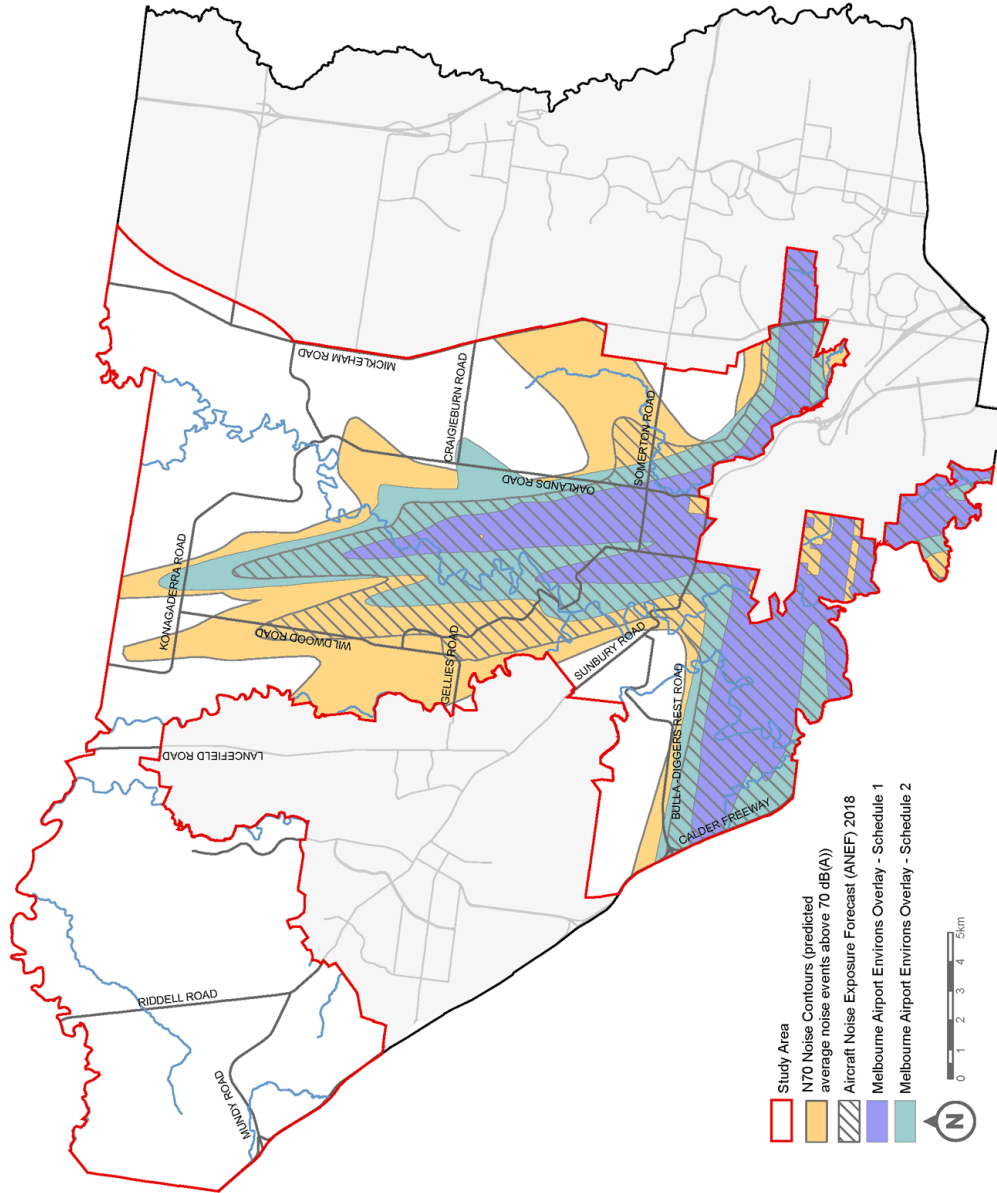 KONAGADERRA ROAD
MICKLEHAM ROAD
CRAIGIEBURN ROAD
WILDWOOD ROAD
OAKLANDS ROAD
SOMERTON ROAD
GELLIES ROAD
SUNBURY ROAD
LANCEFIELD ROAD
BULLA -DIGGERS REST ROAD
CALDER FREEWAY
RIDDELL ROAD
MUNDY ROAD
Study Area
N70 Noise Contours (predicted
average noise events above 70 dB(A))
Aircraft Noise Exposure Forecast (ANEF) 2018
Melbourne Airport Environs Overlay - Schedule 1
Melbourne Airport Environs Overlay - Schedule 2
N
0 1 2 3 4 5km